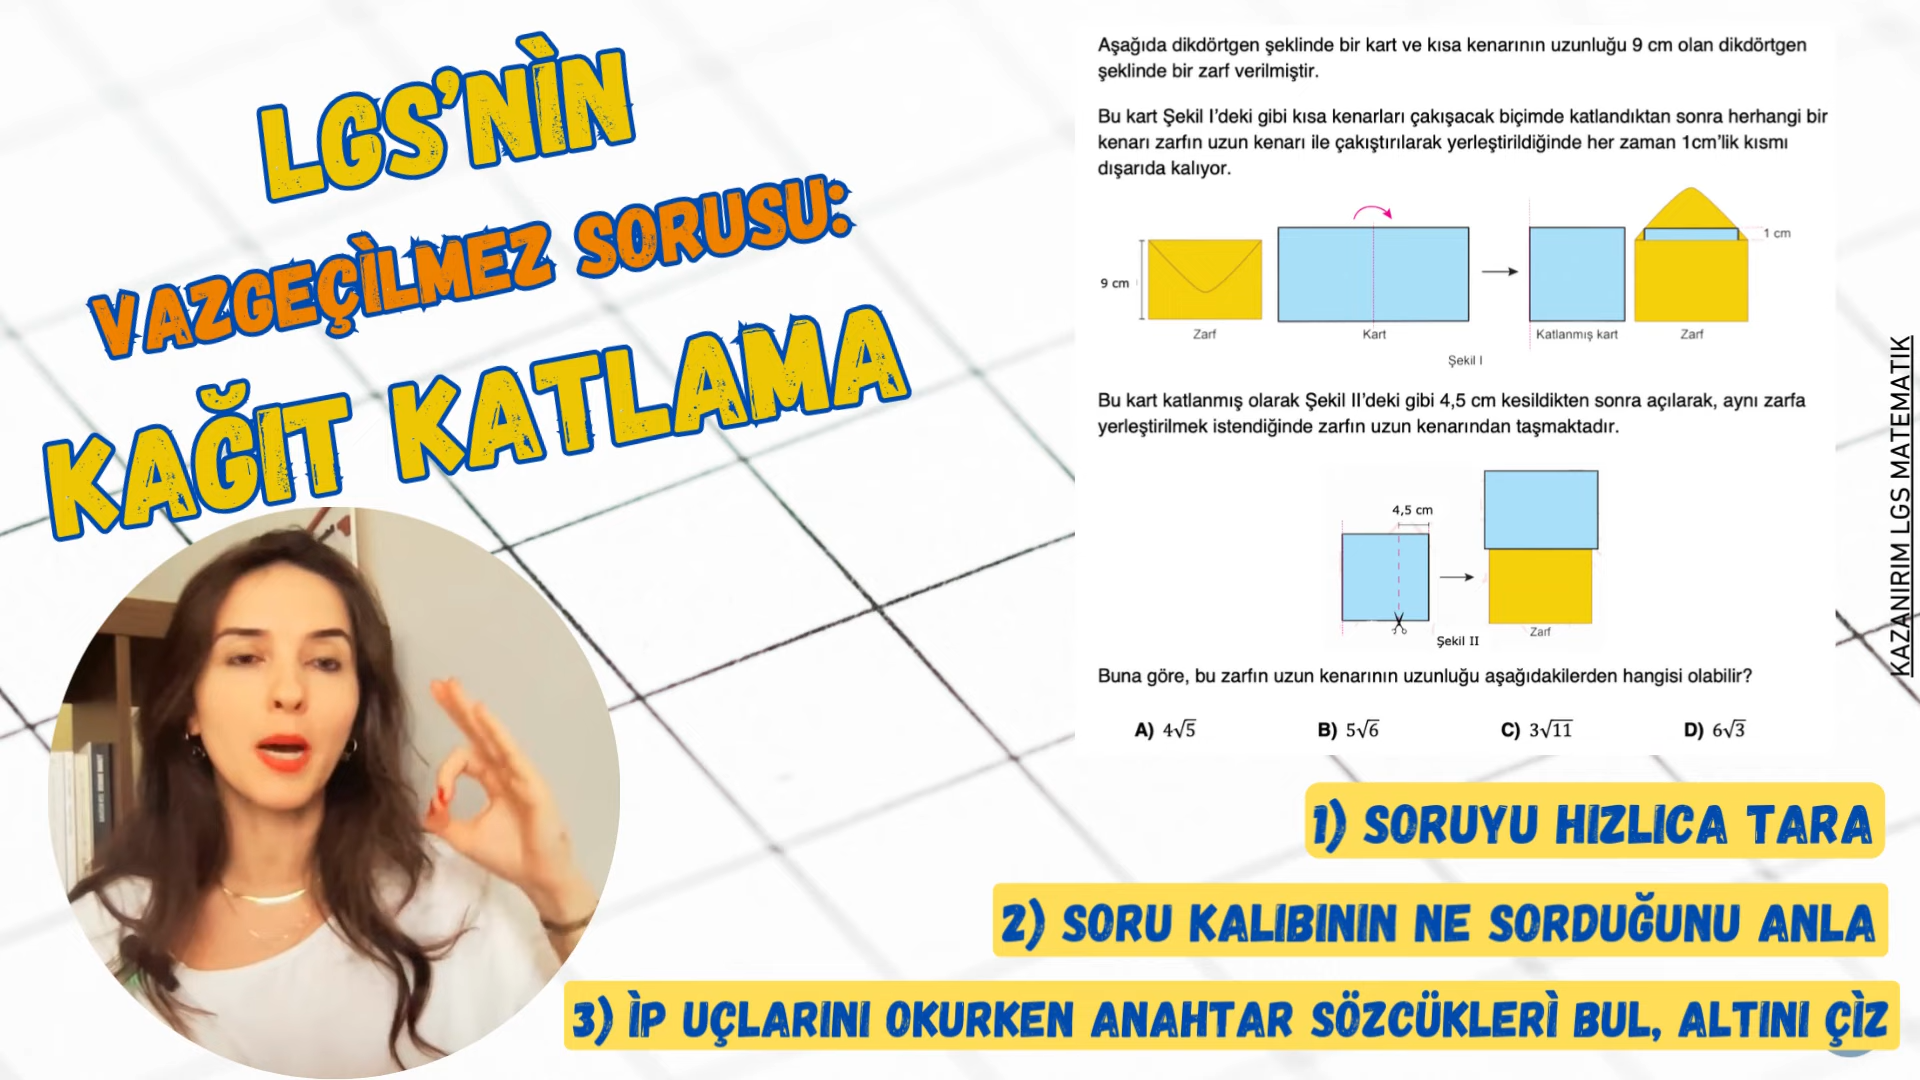 LGS'NİN
VAZGEÇİLMEZ SORUSU:
KAĞIT KATLAMA
Aşağıda dikdörtgen şeklinde bir kart ve kısa kenarının uzunluğu 9 cm olan dikdörtgen
şeklinde bir zarf verilmiştir.
Bu kart Şekil I'deki gibi kısa kenarları çakışacak biçimde katlandıktan sonra herhangi bir
kenarı zarfın uzun kenarı ile çakıştırılarak yerleştirildiğinde her zaman 1cm'lik kısmı
dışarıda kalıyor.
1 cm
9 cm
Zarf
Kart
Katlanmış kart
Zarf
Şekil I
Bu kart katlanmış olarak Şekil II'deki gibi 4,5 cm kesildikten sonra açılarak, aynı zarfa
yerleştirilmek istendiğinde zarfın uzun kenarından taşmaktadır.
4,5 cm
Zarf
Şekil II
Buna göre, bu zarfın uzun kenarının uzunluğu aşağıdakilerden hangisi olabilir?
A) 4√5 B) 5√6 C) 3√11 D) 6√3
KAZANIRIM LGS MATEMATIK
1) SORUYU HIZLICA TARA
2) SORU KALIBININ NE SORDUĞUNU ANLA
3) İP UÇLARINI OKURKEN ANAHTAR SÖZCÜKLERİ BUL, ALTINI ÇİZ